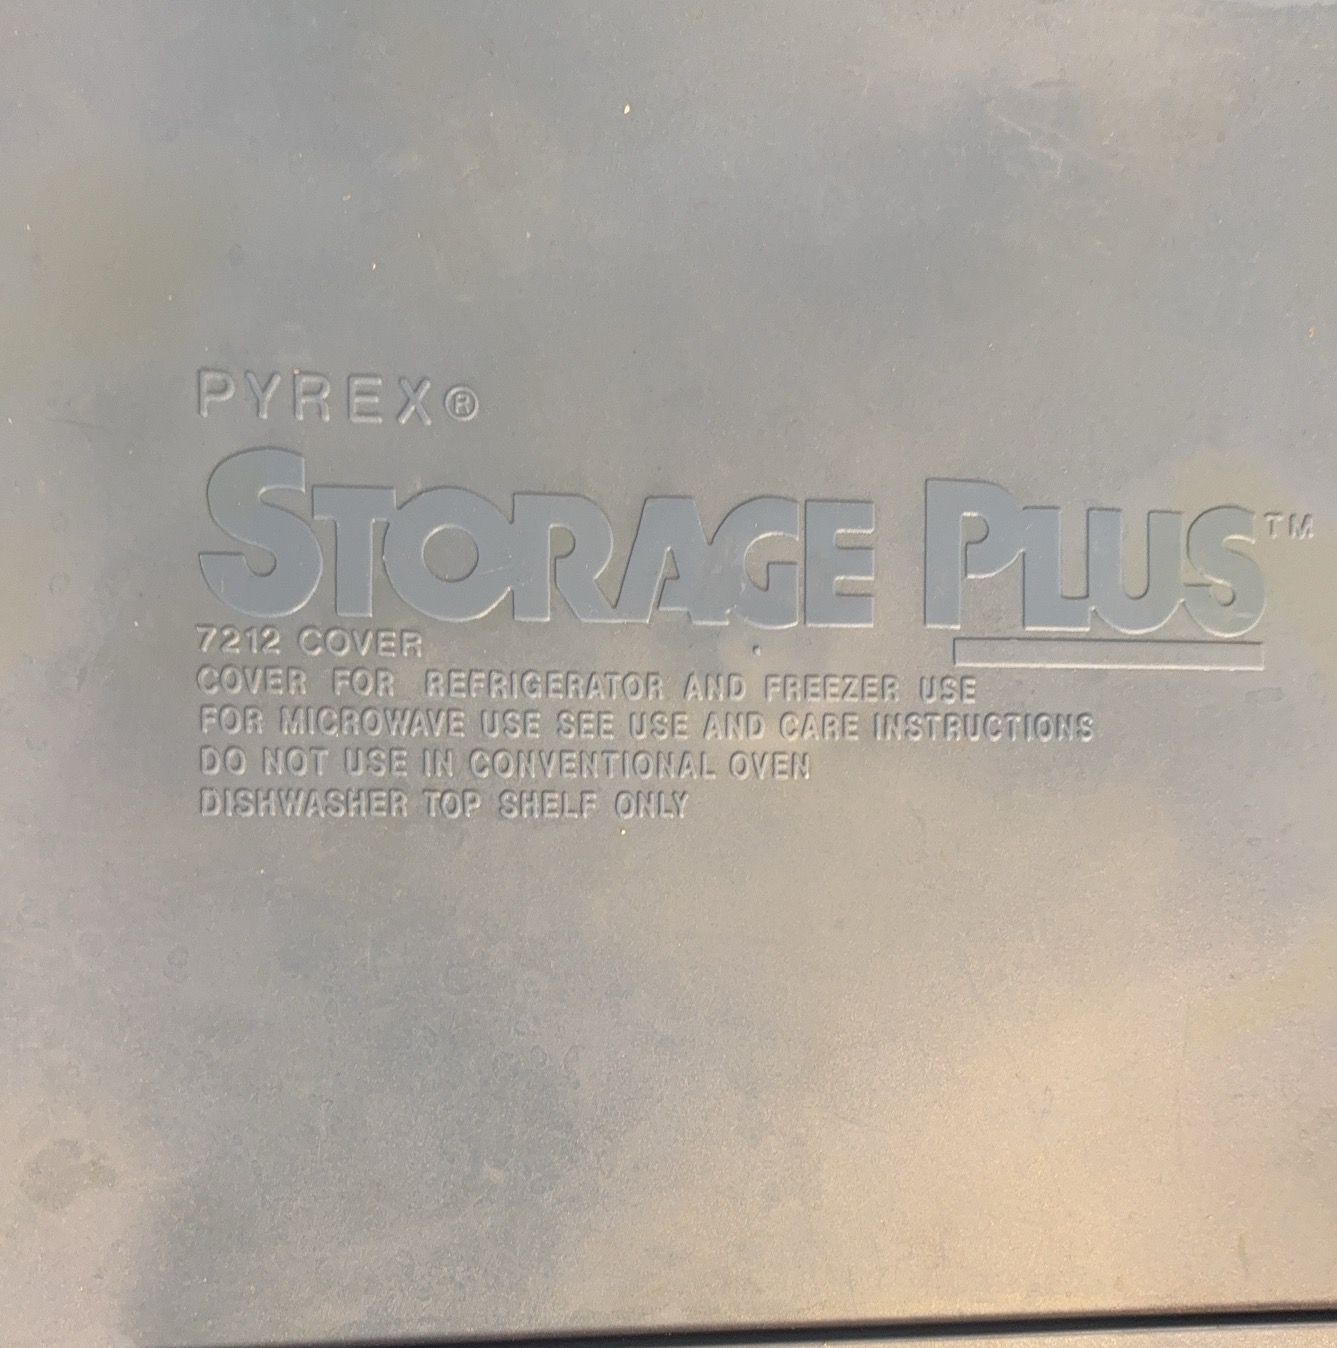 PYREX®
STORAGE PLUS™
7212 COVER
COVER FOR REFRIGERATOR AND FREEZER USE
FOR MICROWAVE USE SEE USE AND CARE INSTRUCTIONS
DO NOT USE IN CONVENTIONAL OVEN
DISHWASHER TOP SHELF ONLY